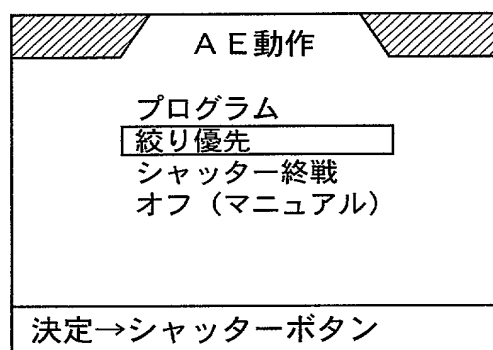 AE動作
プログラム
絞り優先
シャッター終戦
オフ（マニュアル）
決定→シャッターボタン